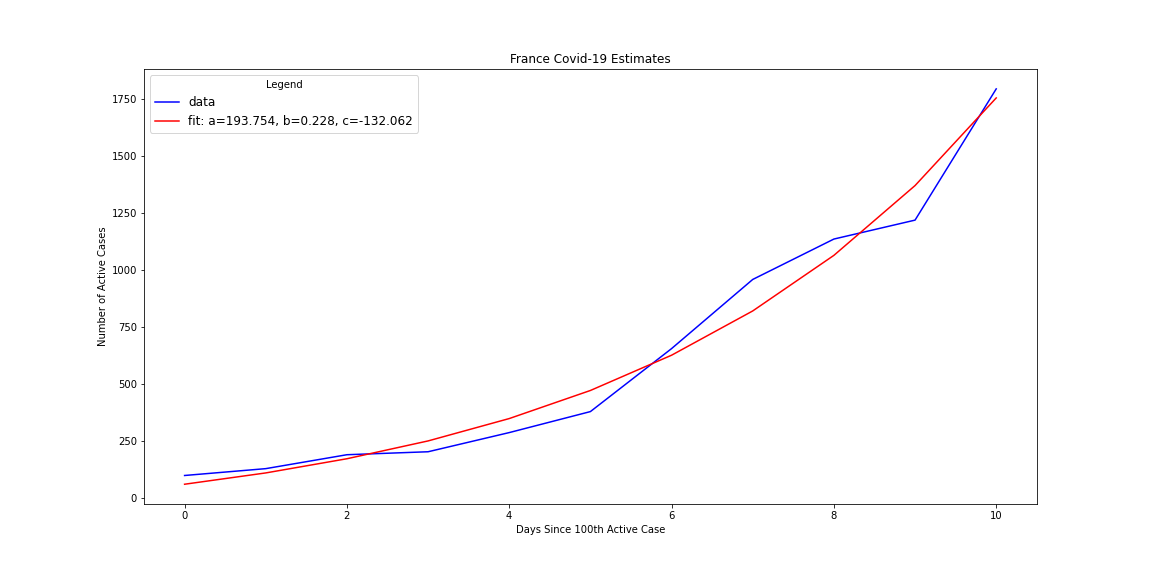 France Covid-19 Estimates
Legend
data
fit: a=193.754, b=0.228, c=-132.062
Number of Active Cases
1750
1500
1250
1000
750
500
250
0
0 2 4 6 8 10
Days Since 100th Active Case